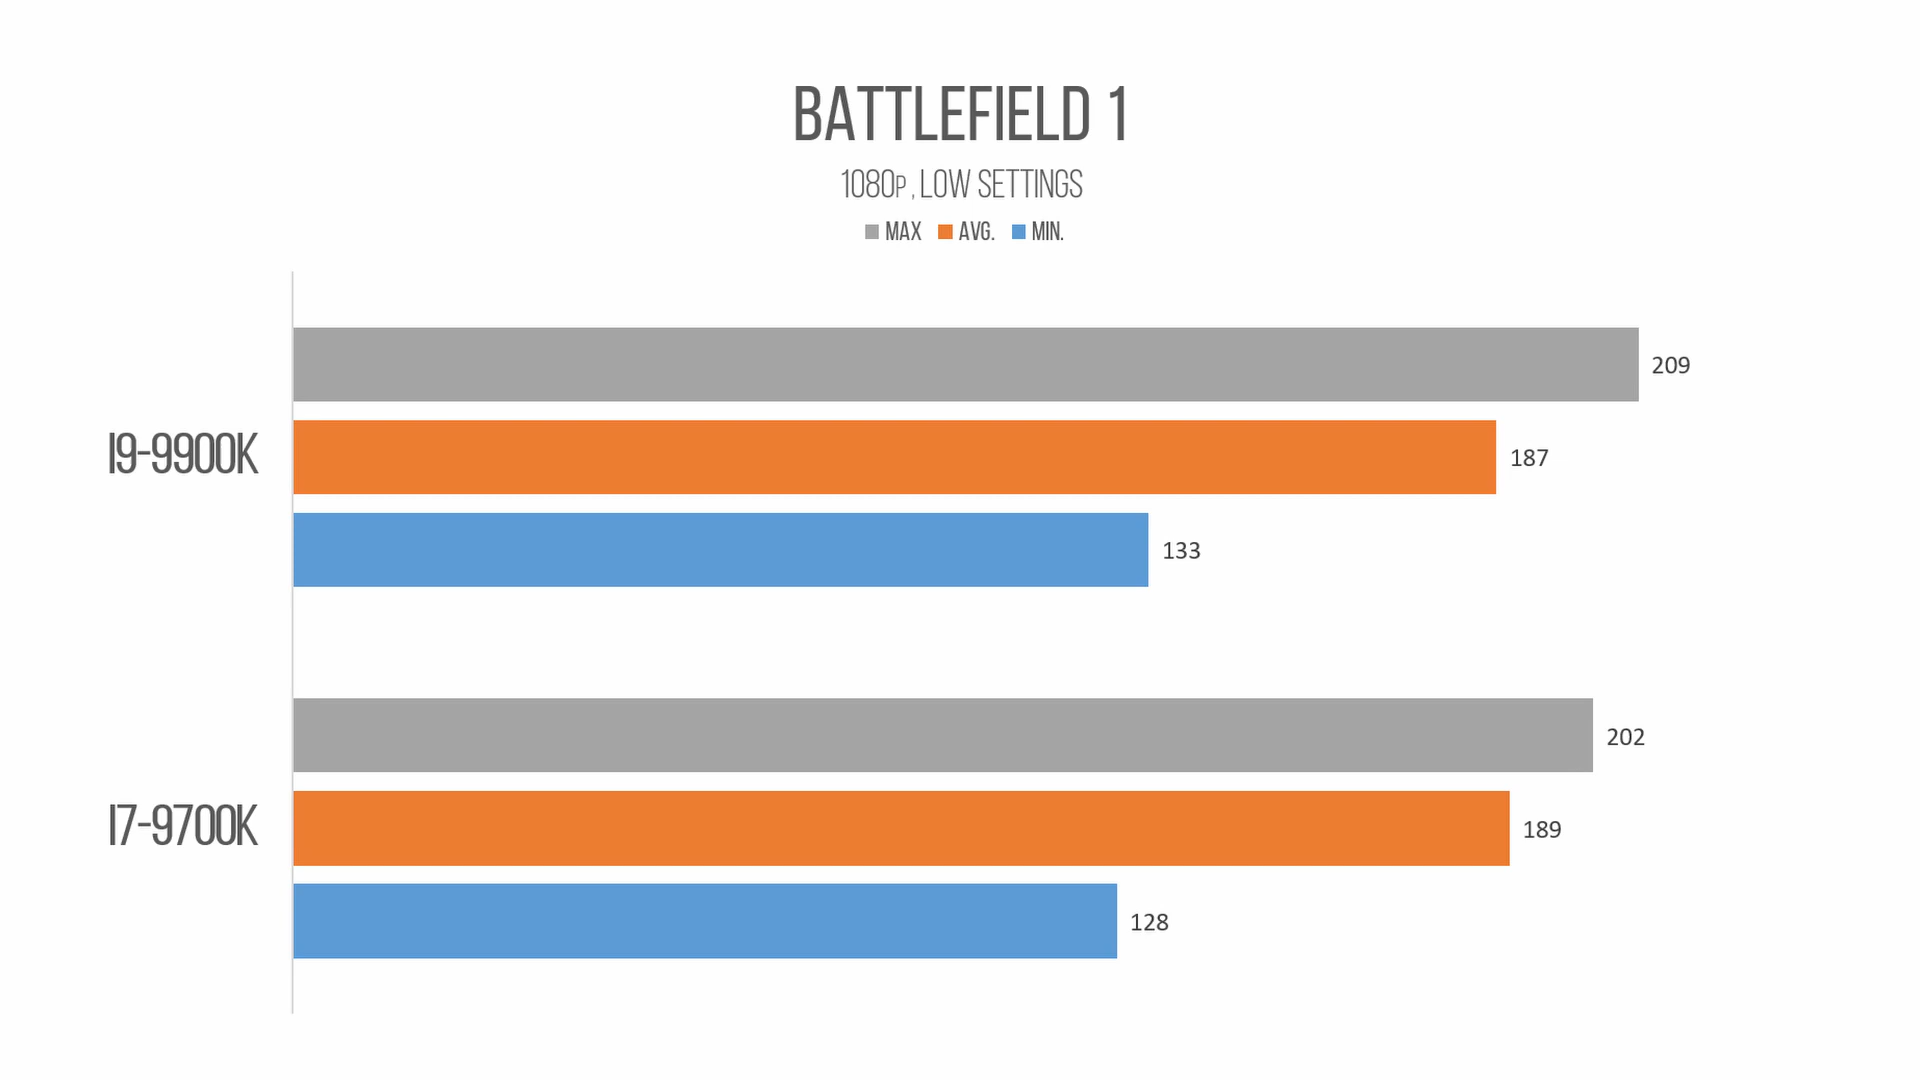 BATTLEFIELD 1
1080P, LOW SETTINGS
MAX AVG. MIN.
209
I9-9900K
187
133
202
I7-9700K
189
128